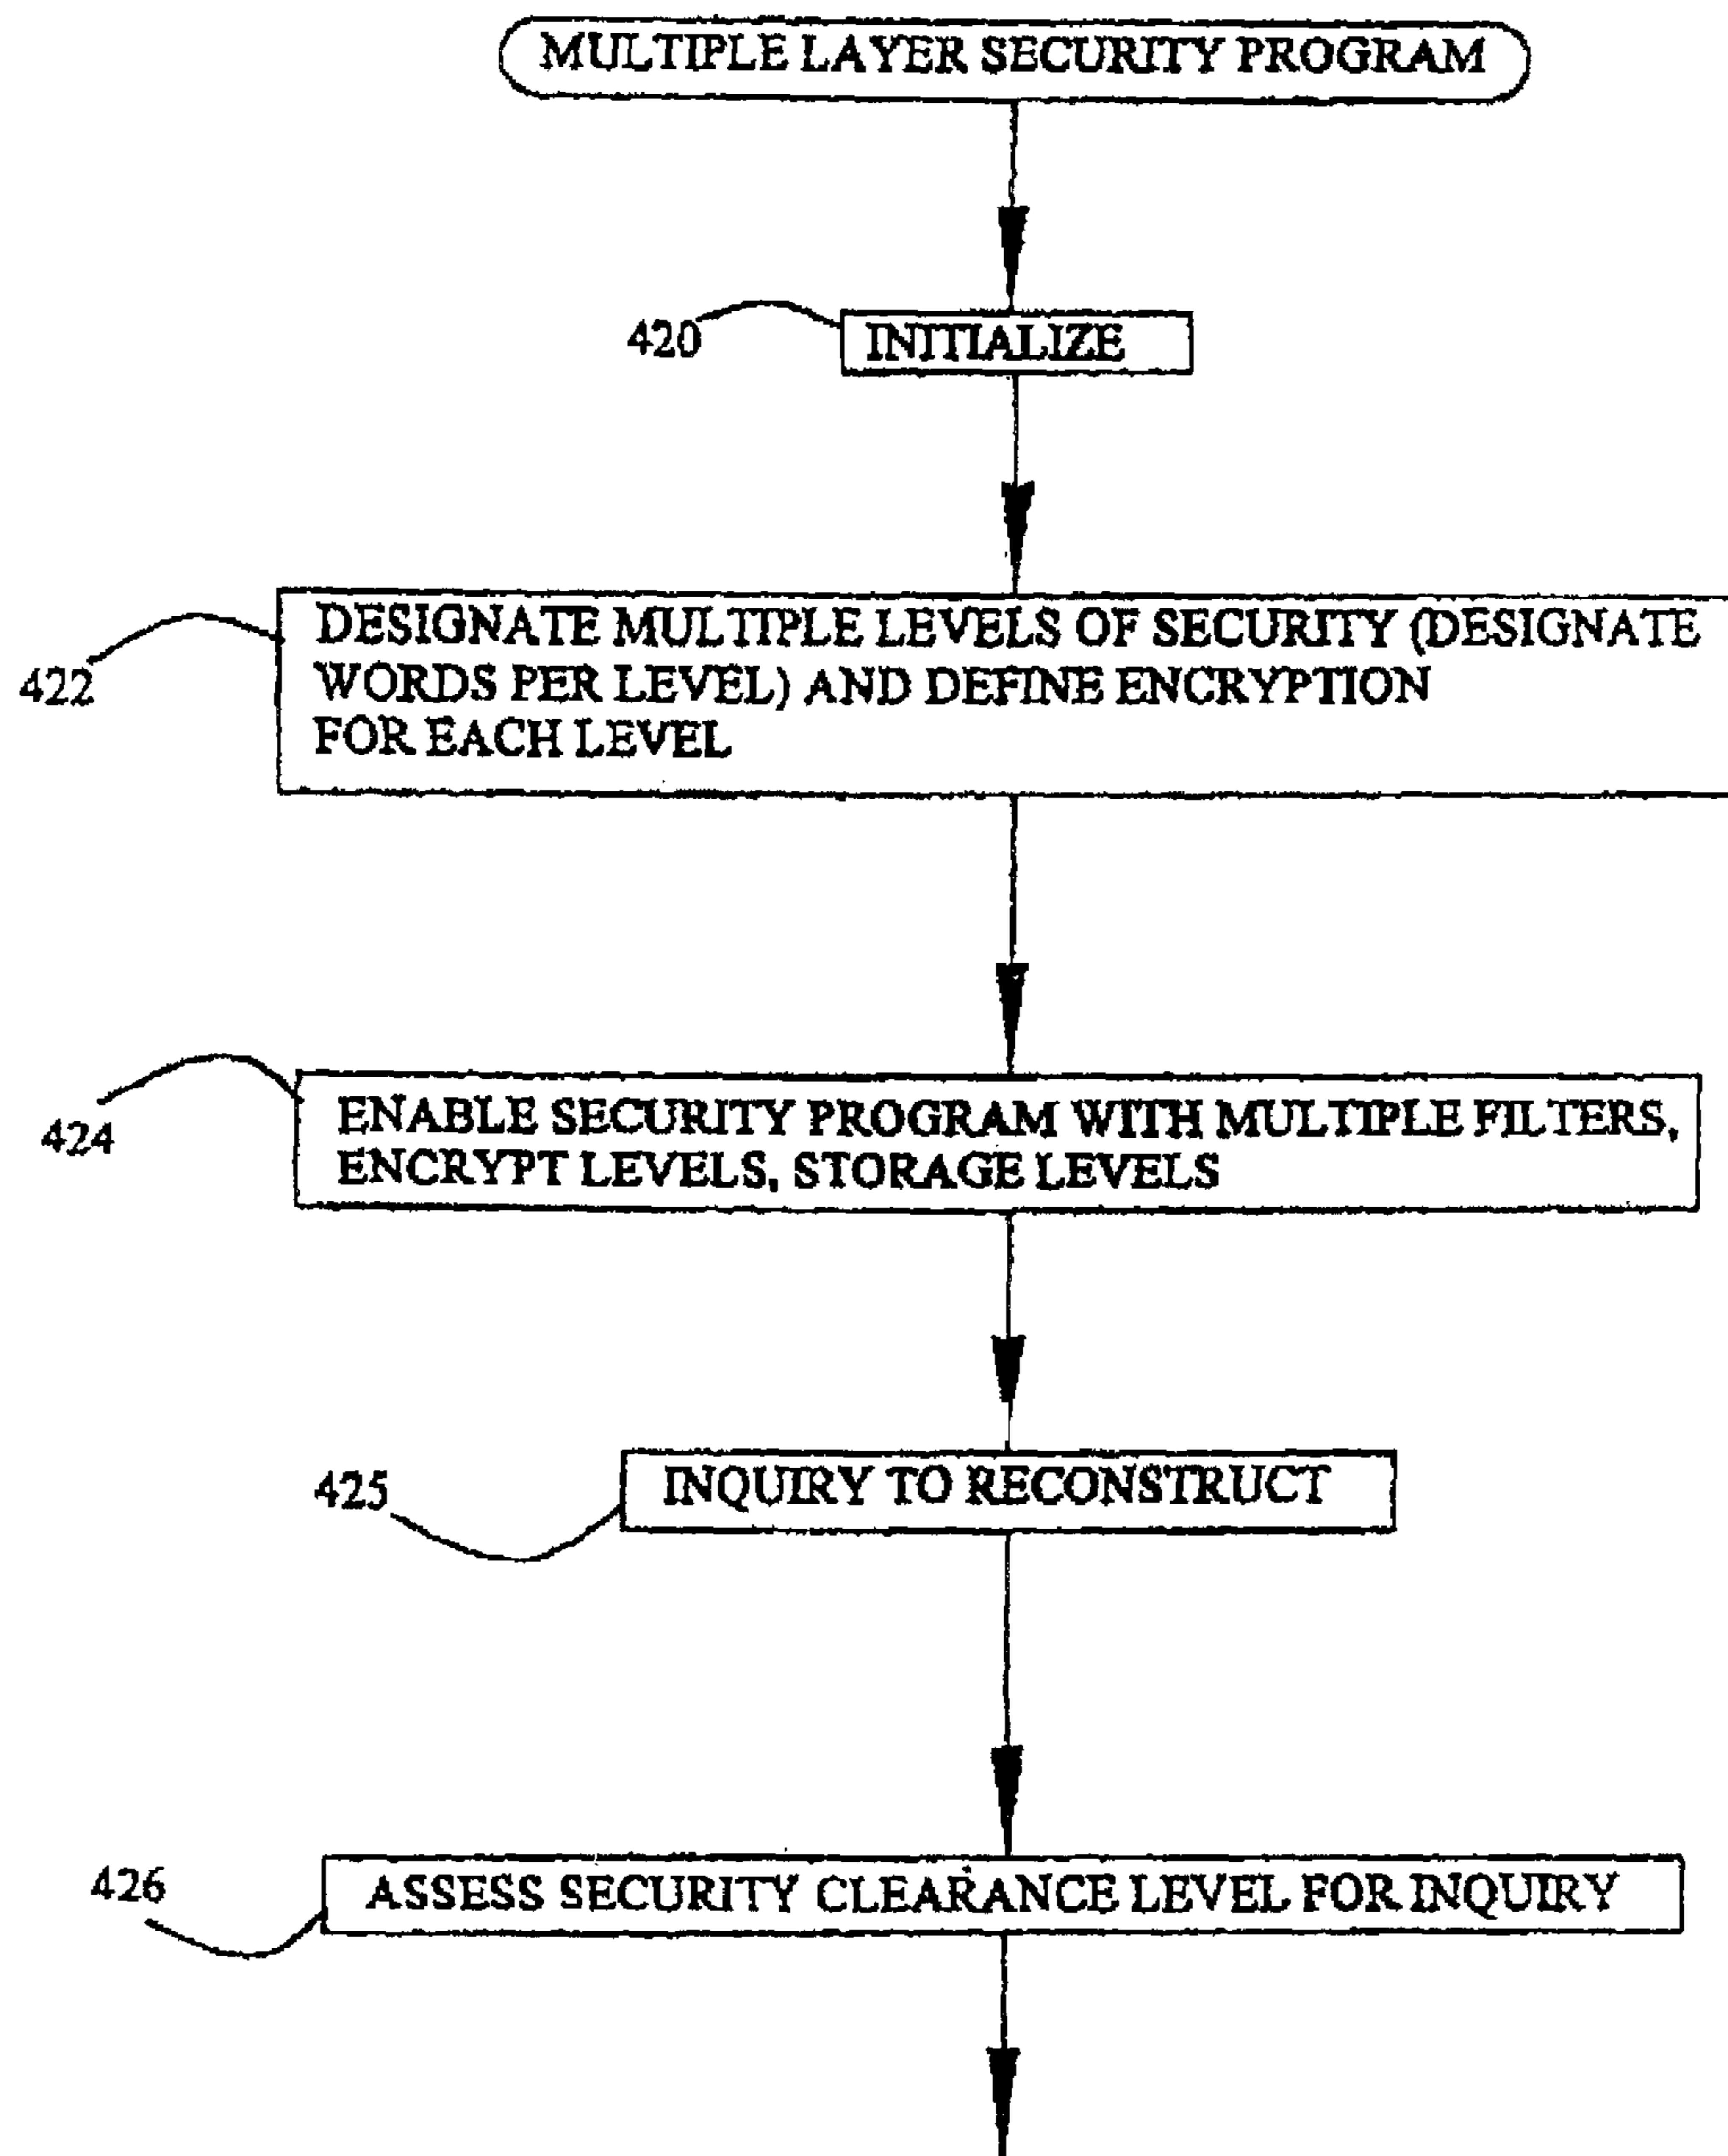 MULTIPLE LAYER SECURITY PROGRAM
420
INITIALIZE
422
DESIGNATE MULTIPLE LEVELS OF SECURITY (DESIGNATE
WORDS PER LEVEL) AND DEFINE ENCRYPTION
FOR EACH LEVEL
424
ENABLE SECURITY PROGRAM WITH MULTIPLE FILTERS,
ENCRYPT LEVELS, STORAGE LEVELS
425
INQUIRY TO RECONSTRUCT
426
ASSESS SECURITY CLEARANCE LEVEL FOR INQUIRY